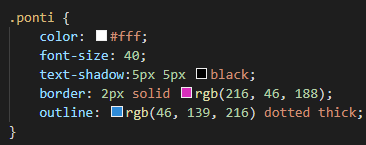 .ponti {
color: #fff;
font-size: 40;
text-shadow:5px 5px black;
border: 2px solid rgb(216, 46, 188);
outline: rgb(46, 139, 216) dotted thick;
}